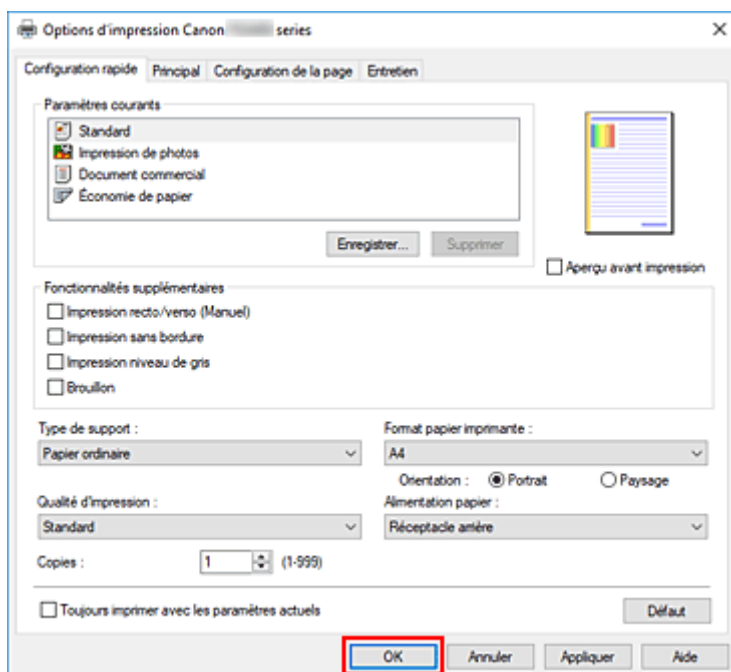 Options d'impression Canon series
Configuration rapide Principal Configuration de la page Entretien
Paramètres courants
Standard
Impression de photos
Document commercial
Économie de papier
Enregistrer... Supprimer
Aperçu avant impression
Fonctionnalités supplémentaires
Impression recto/verso (Manuel)
Impression sans bordure
Impression niveau de gris
Brouillon
Type de support : Format papier imprimante :
Papier ordinaire A4
Orientation : Portrait Paysage
Qualité d'impression : Alimentation papier :
Standard Réceptacle arrière
Copies : 1 (1-999)
Toujours imprimer avec les paramètres actuels Défaut
OK Annuler Appliquer Aide